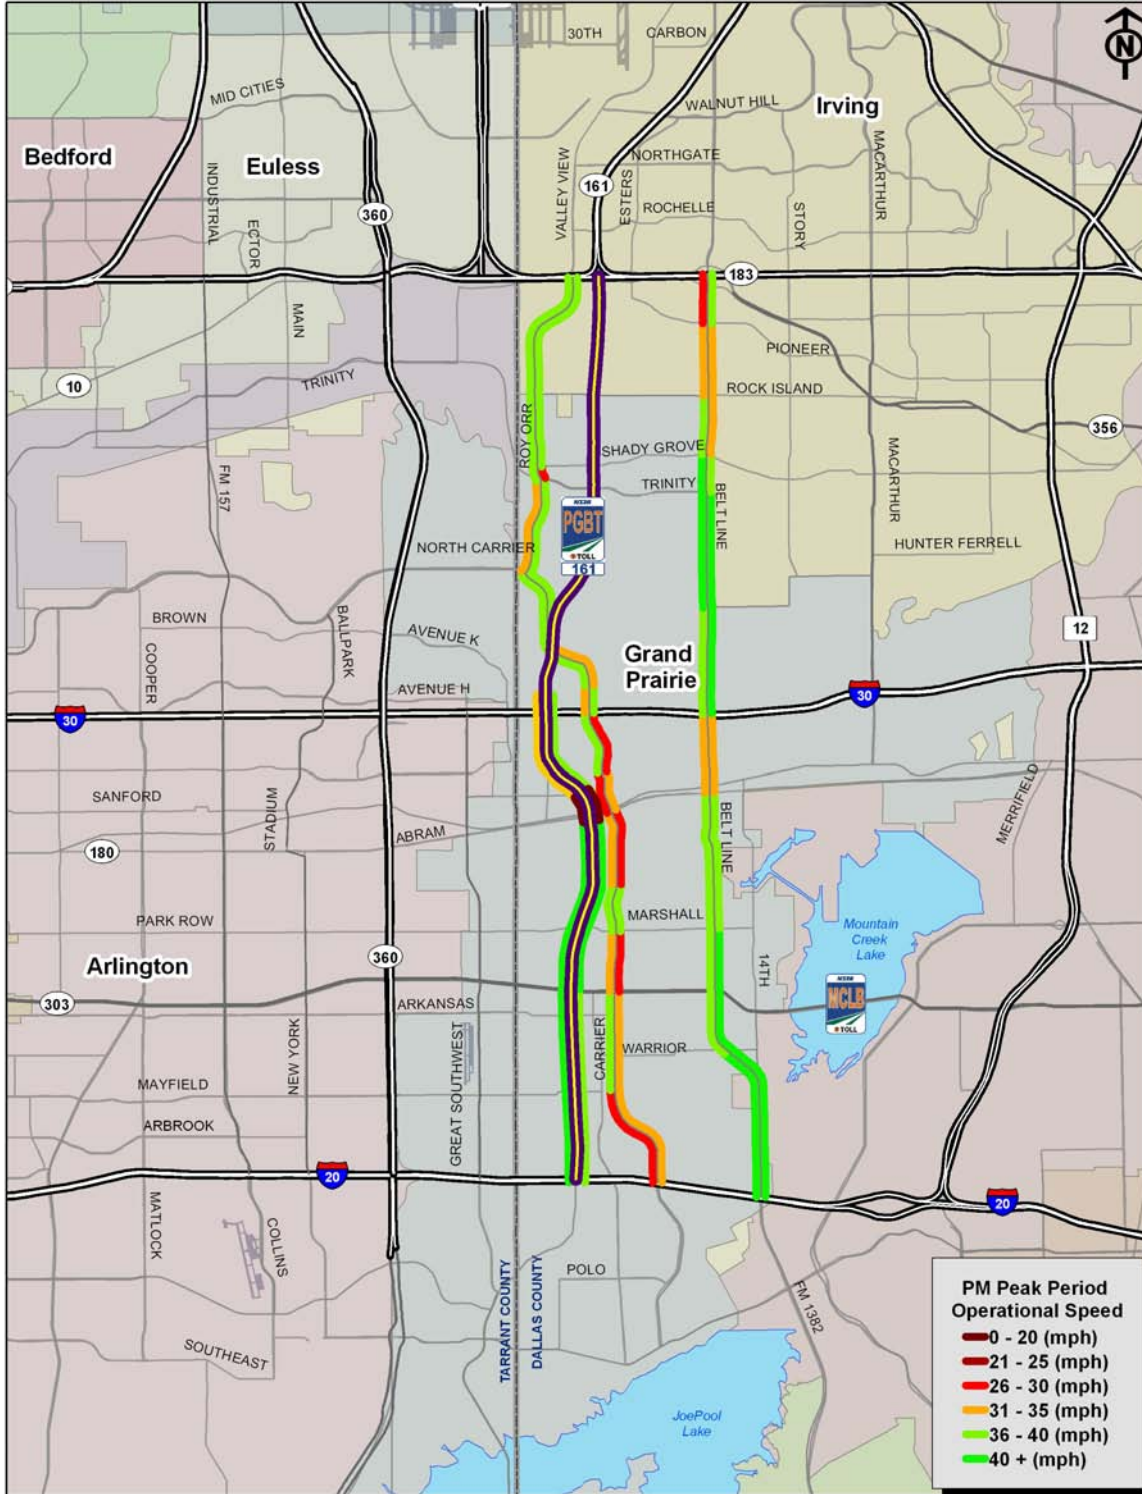 30TH
CARBON
N
MID CITIES
WALNUT HILL
Irving
Bedford
Euless
INDUSTRIAL
ECTOR
360
VALLEY VIEW
161
ESTERS
NORTHGATE
ROCHELLE
STORY
MACARTHUR
183
MAIN
10
TRINITY
PIONEER
ROCK ISLAND
356
ROY ORR
SHADY GROVE
TRINITY
FM 157
BELT LINE
MACARTHUR
PGBT
TOLL
161
NORTH CARRIER
HUNTER FERRELL
BROWN
COOPER
BALLPARK
AVENUE K
12
Grand
Prairie
AVENUE H
30
30
SANFORD
STADIUM
ABRAM
180
BELT LINE
MERRIFIELD
PARK ROW
MARSHALL
Mountain
Creek
Lake
Arlington
360
14TH
MCLB
TOLL
303
ARKANSAS
NEW YORK
GREAT SOUTHWEST
CARRIER
WARRIOR
MAYFIELD
ARBROOK
20
20
MATLOCK
COLLINS
POLO
TARRANT COUNTY
DALLAS COUNTY
FM 1382
SOUTHEAST
JoePool
Lake
PM Peak Period
Operational Speed
0 - 20 (mph)
21 - 25 (mph)
26 - 30 (mph)
31 - 35 (mph)
36 - 40 (mph)
40 + (mph)